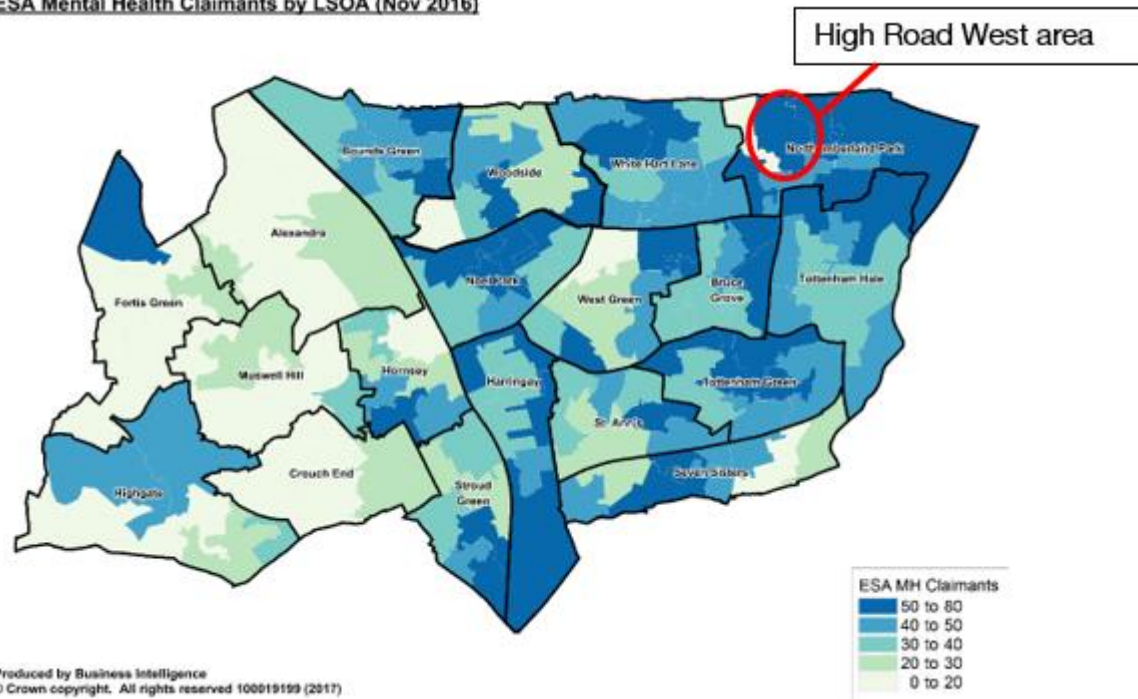 ESA Mental Health Claimants by LSOA (Nov 2016)
High Road West area
Bounds Green
Woodside
White Hart Lane
Northumberland Park
Alexandra
Noel Park
West Green
Bruce
Grove
Tottenham Hale
Fortis Green
Muswell Hill
Hornsey
Harringay
Tottenham Green
St. Ann's
Crouch End
Highgate
Stroud
Green
Seven Sisters
ESA MH Claimants
50 to 80
40 to 50
30 to 40
20 to 30
0 to 20
Produced by Business Intelligence
© Crown copyright. All rights reserved 100019199 (2017)